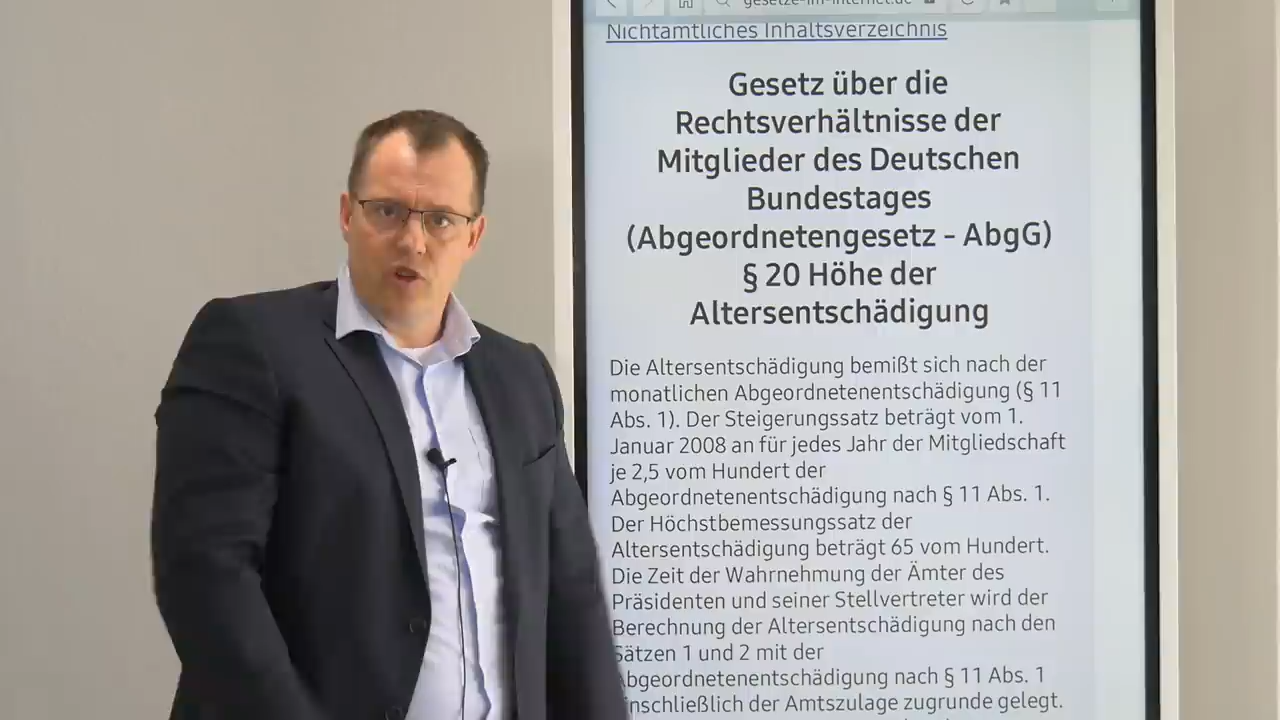 gesetze-im-internet.de
Nichtamtliches Inhaltsverzeichnis
Gesetz über die
Rechtsverhältnisse der
Mitglieder des Deutschen
Bundestages
(Abgeordnetengesetz - AbgG)
§ 20 Höhe der
Altersentschädigung
Die Altersentschädigung bemißt sich nach der
monatlichen Abgeordnetenentschädigung (§ 11
Abs. 1). Der Steigerungssatz beträgt vom 1.
Januar 2008 an für jedes Jahr der Mitgliedschaft
je 2,5 vom Hundert der
Abgeordnetenentschädigung nach § 11 Abs. 1.
Der Höchstbemessungssatz der
Altersentschädigung beträgt 65 vom Hundert.
Die Zeit der Wahrnehmung der Ämter des
Präsidenten und seiner Stellvertreter wird der
Berechnung der Altersentschädigung nach den
Sätzen 1 und 2 mit der
Abgeordnetenentschädigung nach § 11 Abs. 1
einschließlich der Amtszulage zugrunde gelegt.